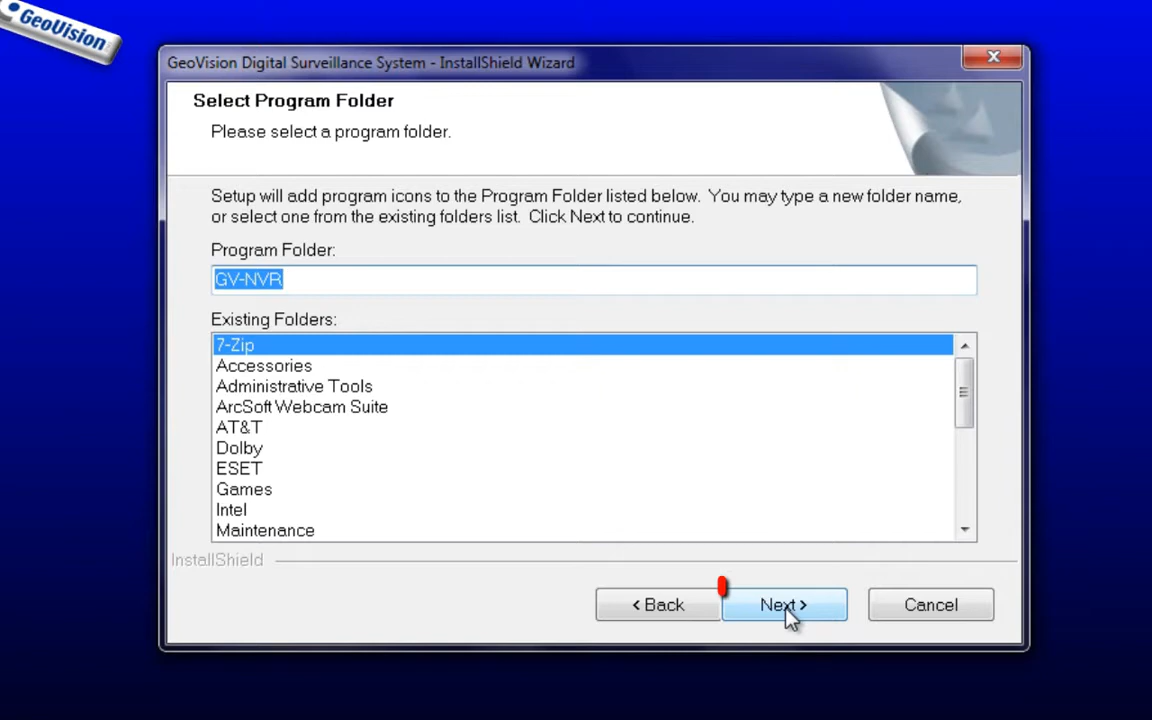 GeoVision
GeoVision Digital Surveillance System - InstallShield Wizard
Select Program Folder
Please select a program folder.
Setup will add program icons to the Program Folder listed below. You may type a new folder name,
or select one from the existing folders list. Click Next to continue.
Program Folder:
GV-NVR
Existing Folders:
7-Zip
Accessories
Administrative Tools
ArcSoft Webcam Suite
AT&T
Dolby
ESET
Games
Intel
Maintenance
InstallShield
< Back
Next >
Cancel